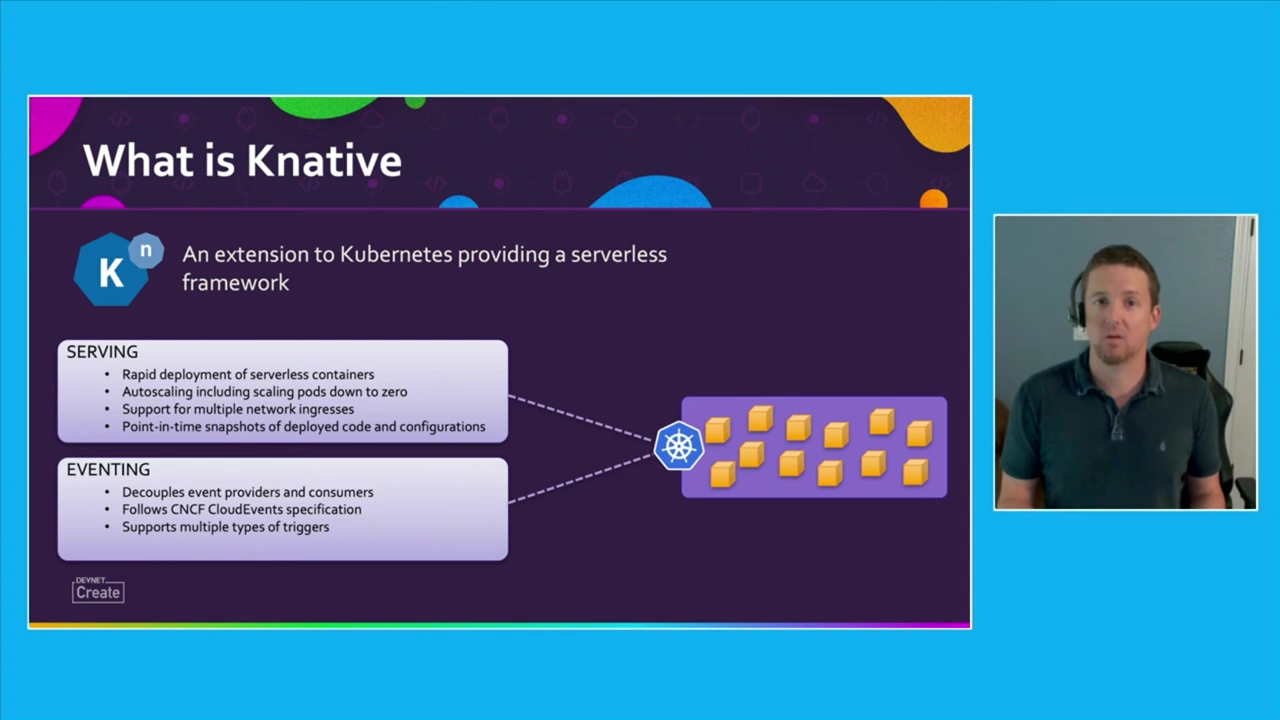 What is Knative
K n
An extension to Kubernetes providing a serverless
framework
SERVING
• Rapid deployment of serverless containers
• Autoscaling including scaling pods down to zero
• Support for multiple network ingresses
• Point-in-time snapshots of deployed code and configurations
EVENTING
• Decouples event providers and consumers
• Follows CNCF CloudEvents specification
• Supports multiple types of triggers
DEVNET
Create